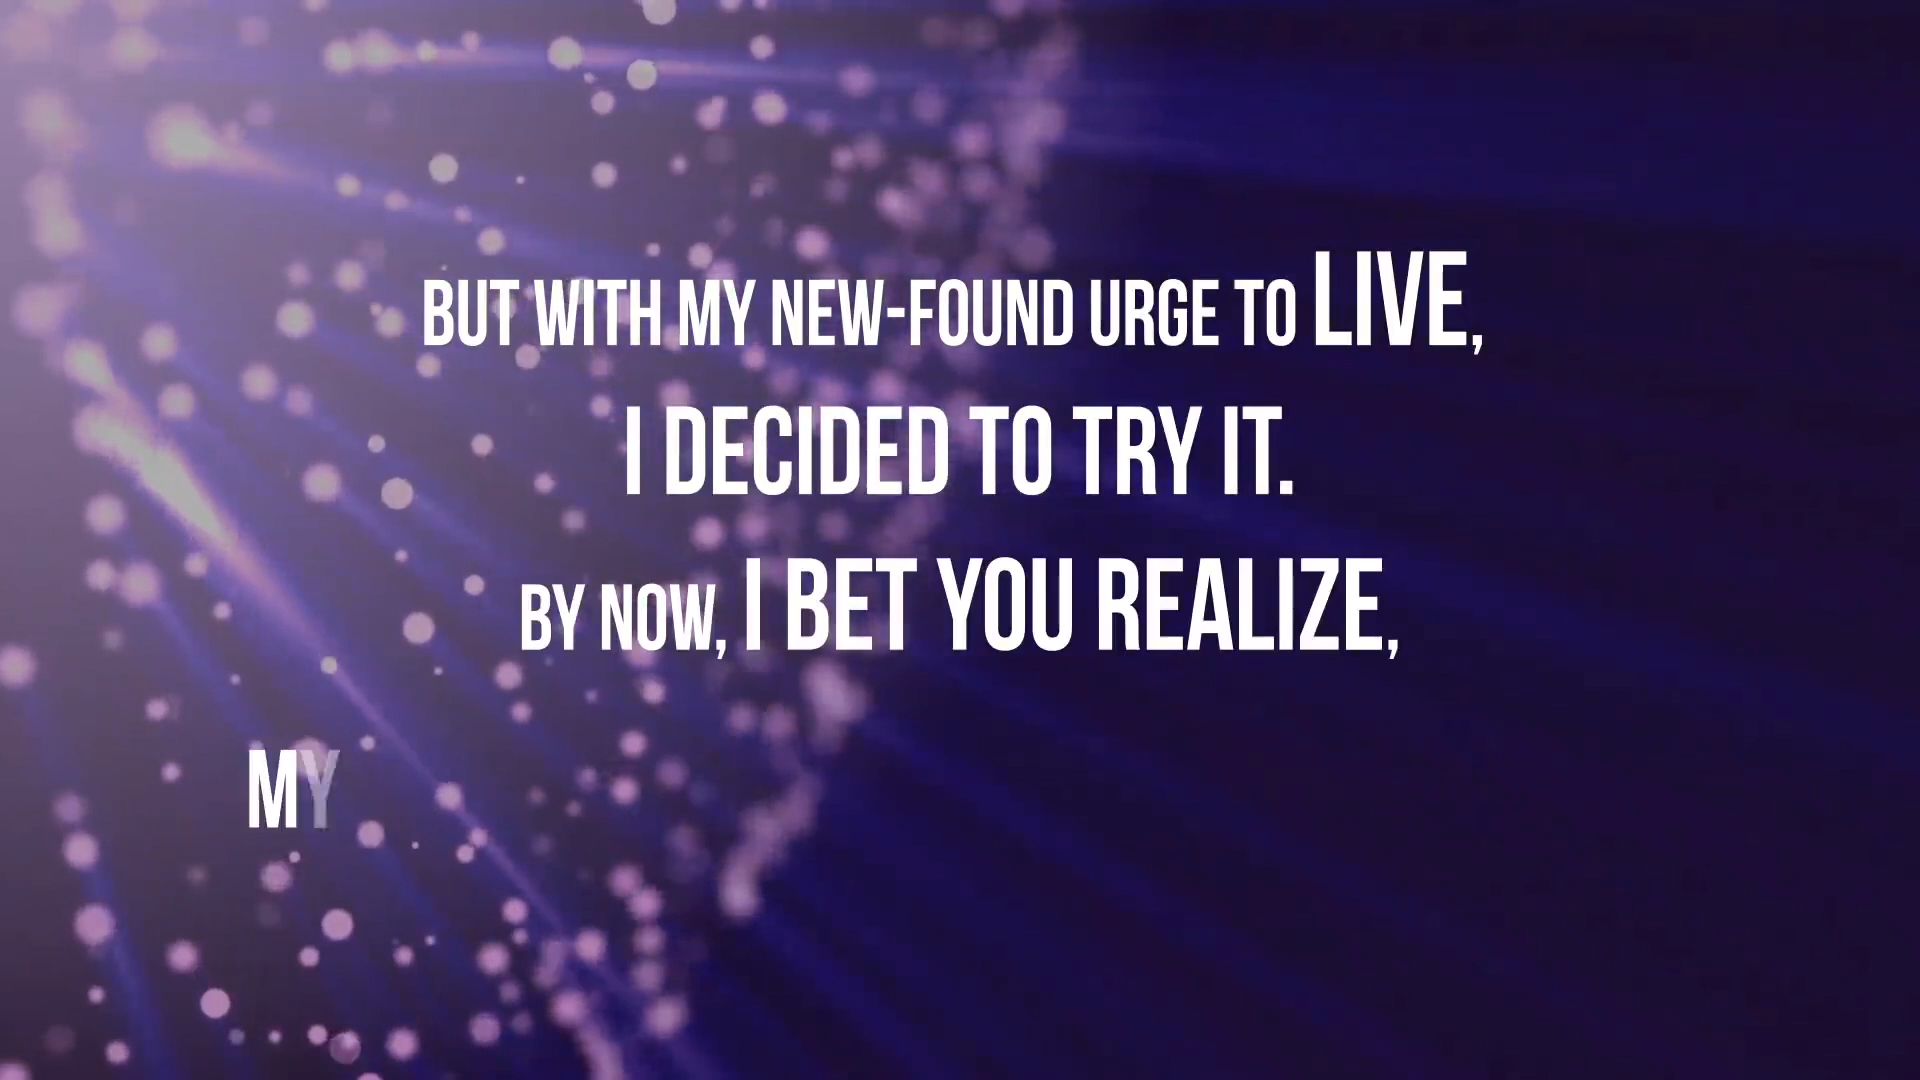 BUT WITH MY NEW-FOUND URGE TO LIVE,
I DECIDED TO TRY IT.
BY NOW, I BET YOU REALIZE,
MY